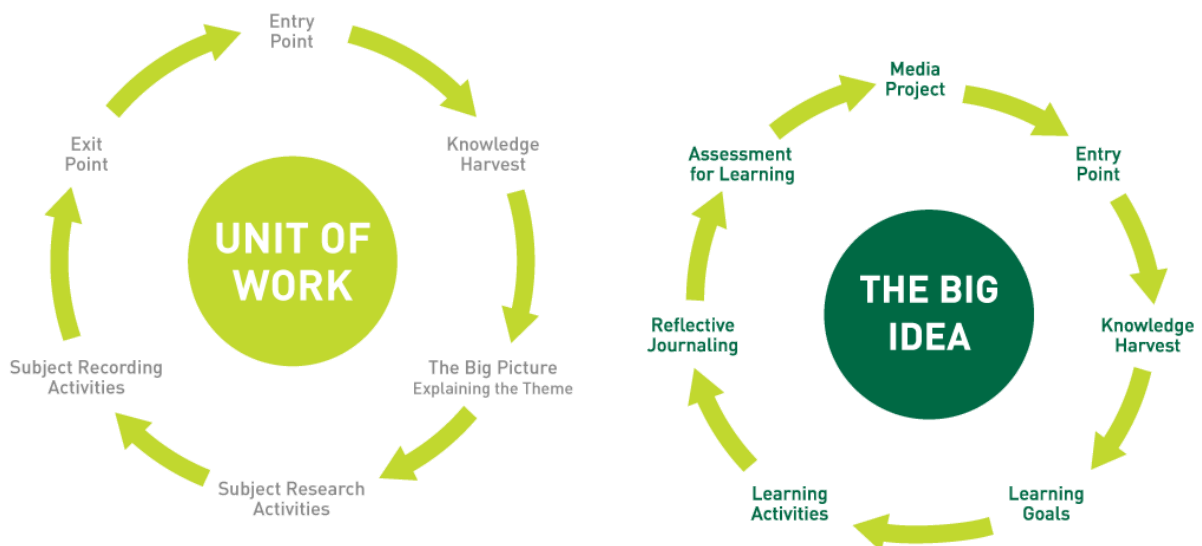 Entry
Point
Knowledge
Harvest
The Big Picture
Explaining the Theme
Subject Research
Activities
Subject Recording
Activities
Exit
Point
UNIT OF
WORK
Media
Project
Entry
Point
Knowledge
Harvest
Learning
Goals
Learning
Activities
Reflective
Journaling
Assessment
for Learning
THE BIG
IDEA